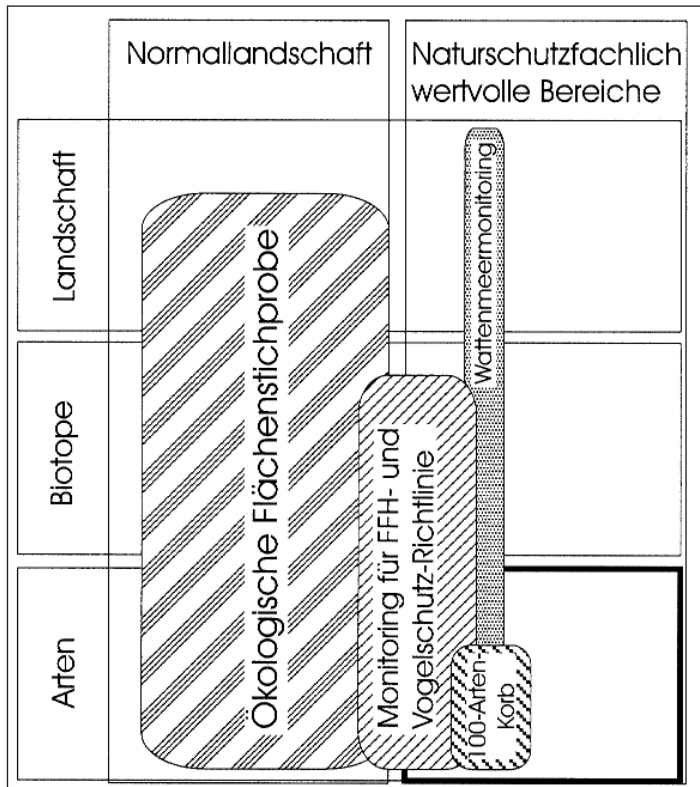 Normallandschaft
Naturschutzfachlich
wertvolle Bereiche
Landschaft
Biotope
Arten
Ökologische Flächenstichprobe
Monitoring für FFH- und
Vogelschutz-Richtlinie
Wattenmeermonitoring
100-Arten-
Korb